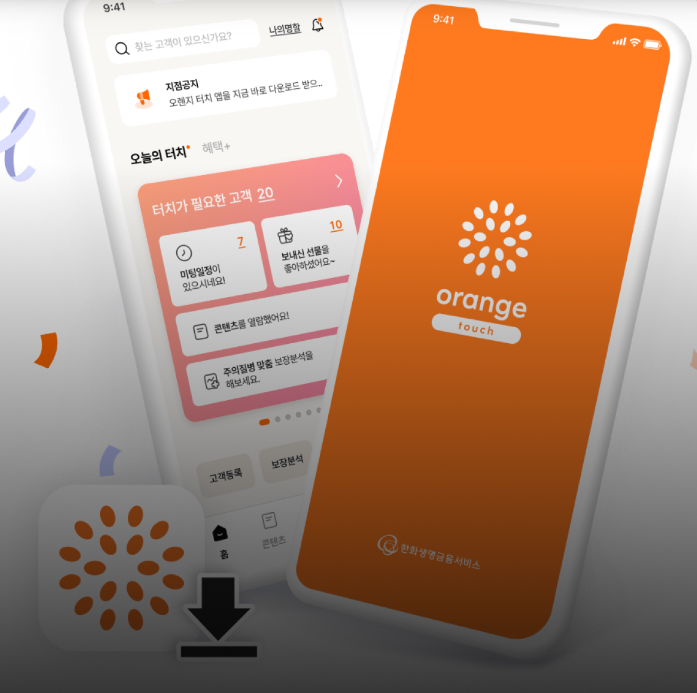 9:41
찾는 고객이 있으신가요?
나의명함
지점공지
오렌지 터치 앱을 지금 바로 다운로드 받으...
오늘의 터치
혜택+
터치가 필요한 고객 20
7
미팅일정이
있으시네요!
10
보내신 선물을
좋아하셨어요~
콘텐츠를 열람했어요!
주의질병 맞춤 보장분석을
해보세요.
고객등록
보장분석
홈
콘텐츠
9:41
orange
touch
한화생명금융서비스